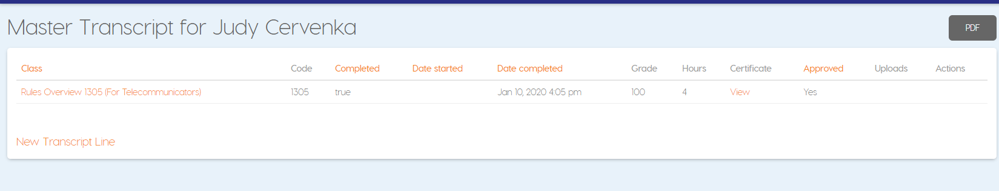 Master Transcript for Judy Cervenka
PDF
Class Code Completed Date started Date completed Grade Hours Certificate Approved Uploads Actions
Rules Overview 1305 (For Telecommunicators) 1305 true Jan 10, 2020 4:05 pm 100 4 View Yes
New Transcript Line